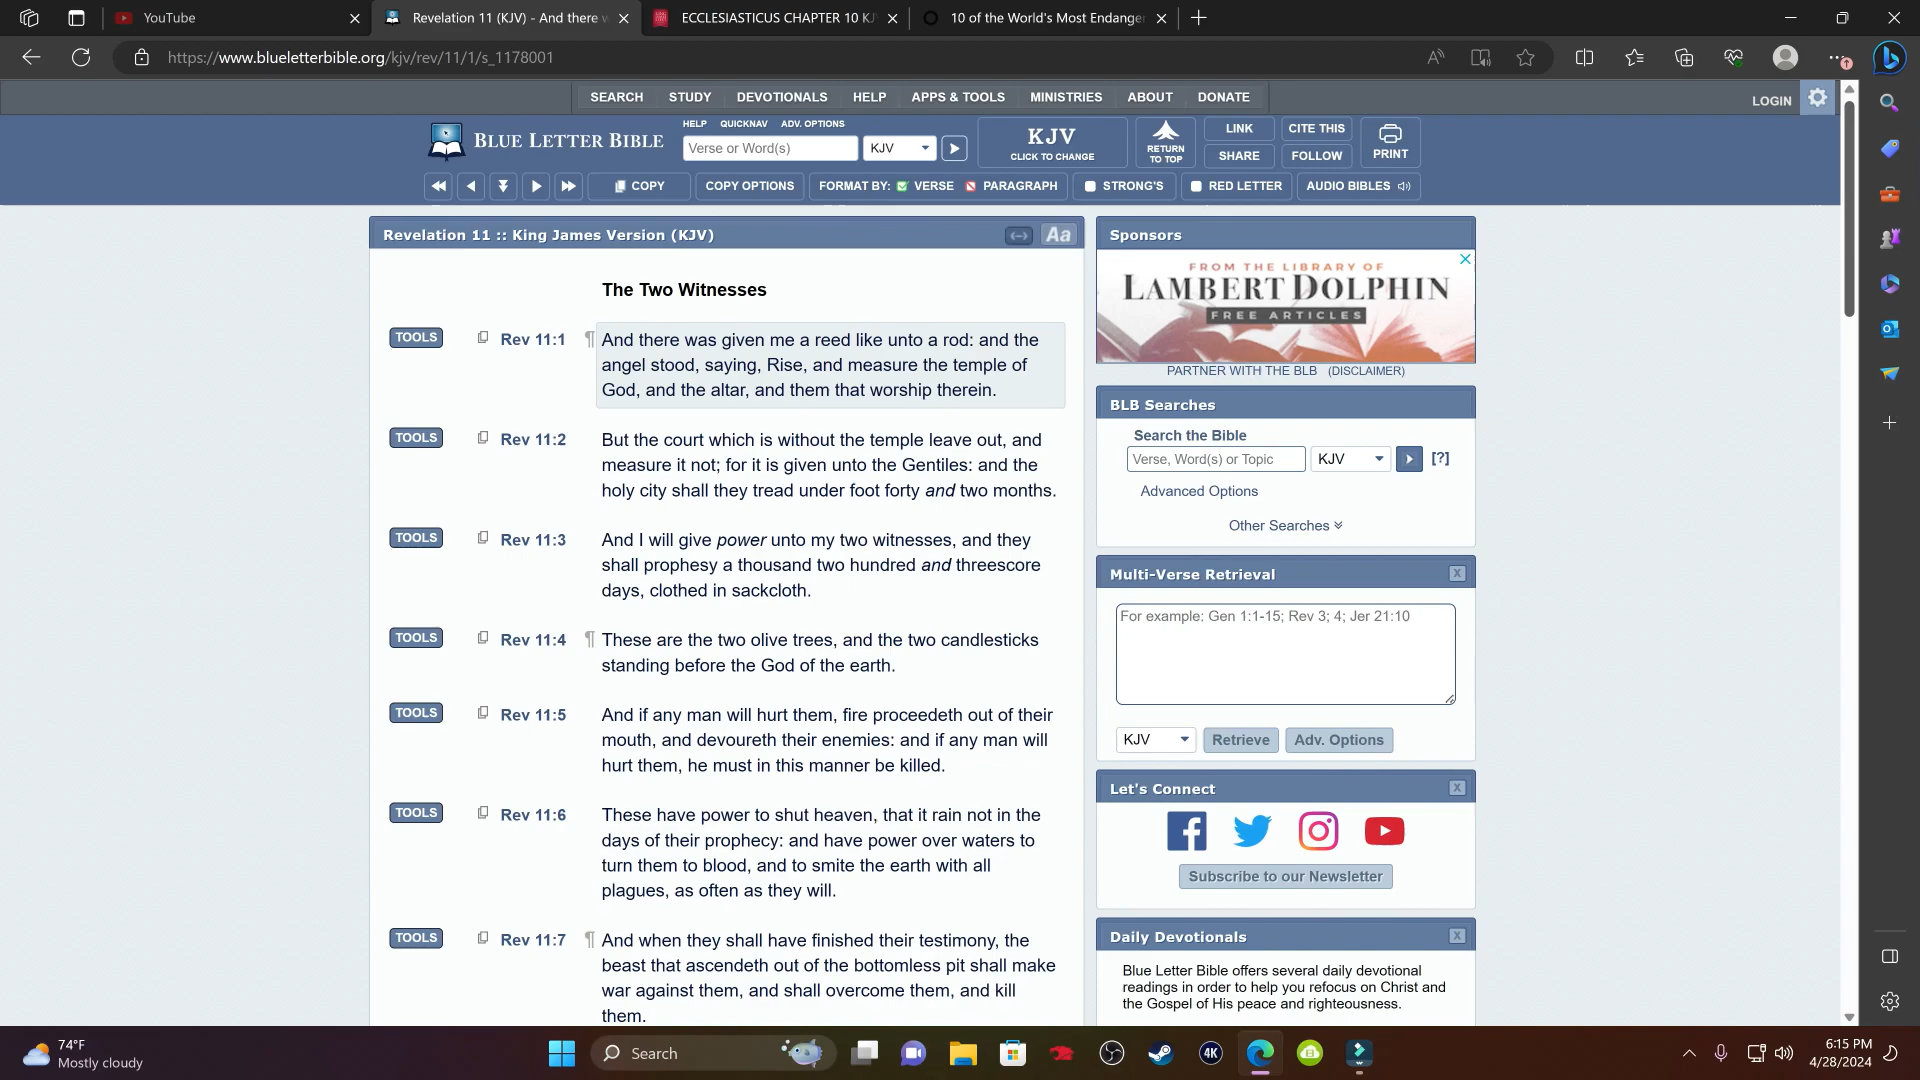 YouTube
Revelation 11 (KJV) - And there w
ECCLESIASTICUS CHAPTER 10 KJ
10 of the World's Most Endanger
https://www.blueletterbible.org/kjv/rev/11/1/s_1178001
SEARCH STUDY DEVOTIONALS HELP APPS & TOOLS MINISTRIES ABOUT DONATE
LOGIN
BLUE LETTER BIBLE
HELP QUICKNAV ADV. OPTIONS
Verse or Word(s)
KJV
KJV
CLICK TO CHANGE
RETURN
TO TOP
LINK
CITE THIS
SHARE
FOLLOW
PRINT
COPY
COPY OPTIONS
FORMAT BY: VERSE PARAGRAPH
STRONG'S
RED LETTER
AUDIO BIBLES
Revelation 11 :: King James Version (KJV)
Aa
The Two Witnesses
TOOLS
Rev 11:1
¶ And there was given me a reed like unto a rod: and the
angel stood, saying, Rise, and measure the temple of
God, and the altar, and them that worship therein.
TOOLS
Rev 11:2
But the court which is without the temple leave out, and
measure it not; for it is given unto the Gentiles: and the
holy city shall they tread under foot forty and two months.
TOOLS
Rev 11:3
And I will give power unto my two witnesses, and they
shall prophesy a thousand two hundred and threescore
days, clothed in sackcloth.
TOOLS
Rev 11:4
¶ These are the two olive trees, and the two candlesticks
standing before the God of the earth.
TOOLS
Rev 11:5
And if any man will hurt them, fire proceedeth out of their
mouth, and devoureth their enemies: and if any man will
hurt them, he must in this manner be killed.
TOOLS
Rev 11:6
These have power to shut heaven, that it rain not in the
days of their prophecy: and have power over waters to
turn them to blood, and to smite the earth with all
plagues, as often as they will.
TOOLS
Rev 11:7
¶ And when they shall have finished their testimony, the
beast that ascendeth out of the bottomless pit shall make
war against them, and shall overcome them, and kill
them.
Sponsors
FROM THE LIBRARY OF
LAMBERT DOLPHIN
FREE ARTICLES
PARTNER WITH THE BLB (DISCLAIMER)
BLB Searches
Search the Bible
Verse, Word(s) or Topic
KJV
[?]
Advanced Options
Other Searches
Multi-Verse Retrieval
X
For example: Gen 1:1-15; Rev 3; 4; Jer 21:10
KJV
Retrieve
Adv. Options
Let's Connect
X
Subscribe to our Newsletter
Daily Devotionals
X
Blue Letter Bible offers several daily devotional
readings in order to help you refocus on Christ and
the Gospel of His peace and righteousness.
74°F
Mostly cloudy
Search
4K
6:15 PM
4/28/2024